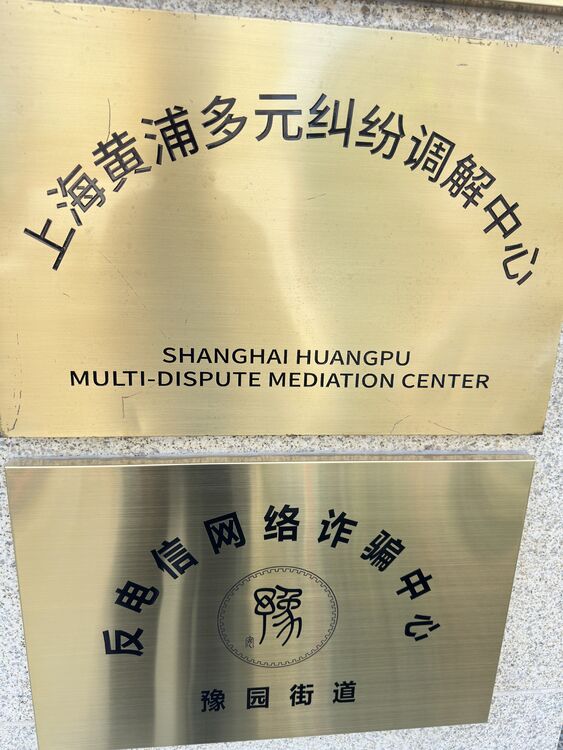 上海黄浦多元纠纷调解中心
SHANGHAI HUANGPU
MULTI-DISPUTE MEDIATION CENTER
反电信网络诈骗中心
豫
豫园街道